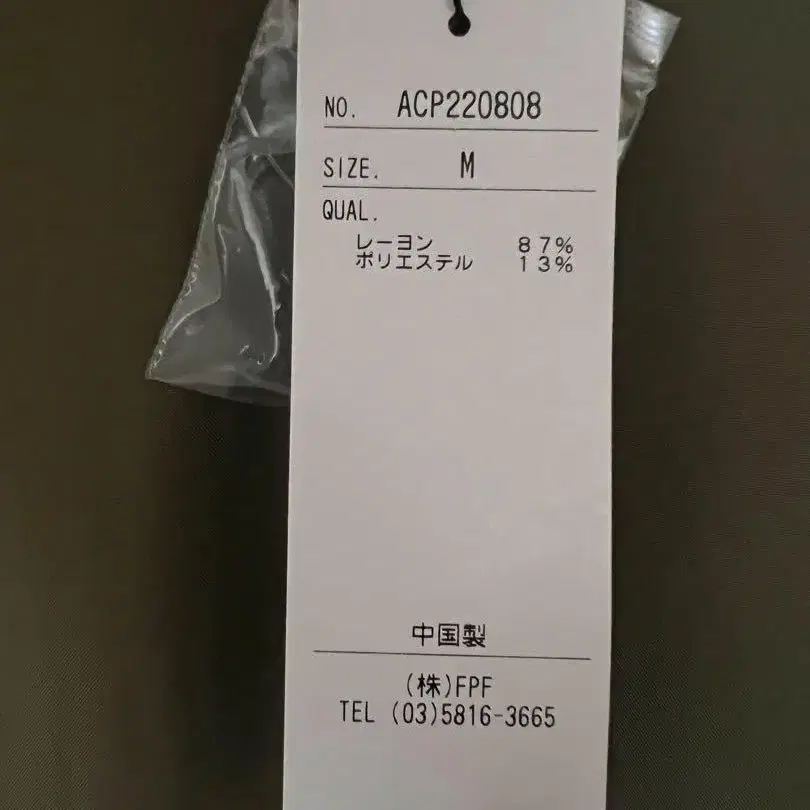 NO. ACP220808
SIZE. M
QUAL.
レーヨン 87%
ポリエステル 13%
中国製
(株)FPF
TEL (03)5816-3665